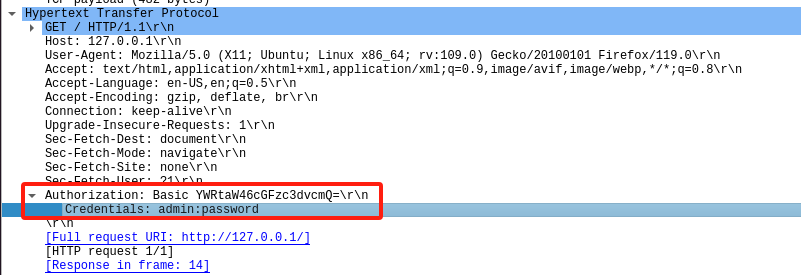 TCP payload (482 bytes)
Hypertext Transfer Protocol
GET / HTTP/1.1\r\n
Host: 127.0.0.1\r\n
User-Agent: Mozilla/5.0 (X11; Ubuntu; Linux x86_64; rv:109.0) Gecko/20100101 Firefox/119.0\r\n
Accept: text/html,application/xhtml+xml,application/xml;q=0.9,image/avif,image/webp,*/*;q=0.8\r\n
Accept-Language: en-US,en;q=0.5\r\n
Accept-Encoding: gzip, deflate, br\r\n
Connection: keep-alive\r\n
Upgrade-Insecure-Requests: 1\r\n
Sec-Fetch-Dest: document\r\n
Sec-Fetch-Mode: navigate\r\n
Sec-Fetch-Site: none\r\n
Sec-Fetch-User: ?1\r\n
Authorization: Basic YWRtaW46cGFzc3dvcmQ=\r\n
Credentials: admin:password
\r\n
[Full request URI: http://127.0.0.1/]
[HTTP request 1/1]
[Response in frame: 14]